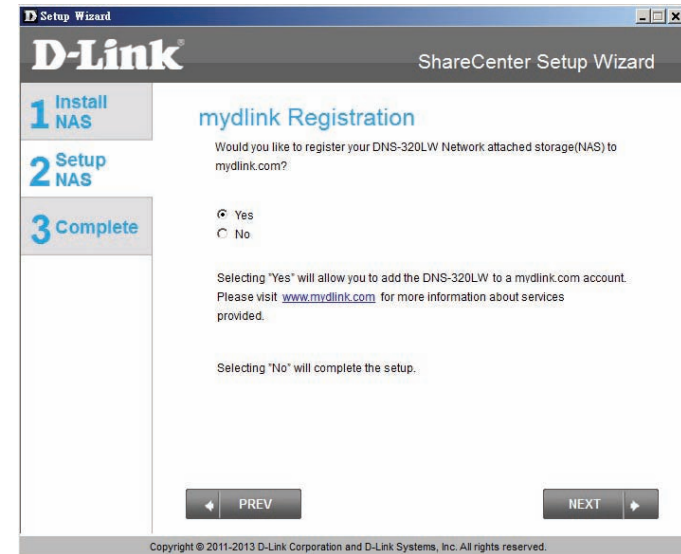 D Setup Wizard
D-Link
ShareCenter Setup Wizard
1 Install
NAS
2 Setup
NAS
3 Complete
mydlink Registration
Would you like to register your DNS-320LW Network attached storage(NAS) to
mydlink.com?
Yes
No
Selecting "Yes" will allow you to add the DNS-320LW to a mydlink.com account.
Please visit www.mydlink.com for more information about services
provided.
Selecting "No" will complete the setup.
PREV
NEXT
Copyright © 2011-2013 D-Link Corporation and D-Link Systems, Inc. All rights reserved.